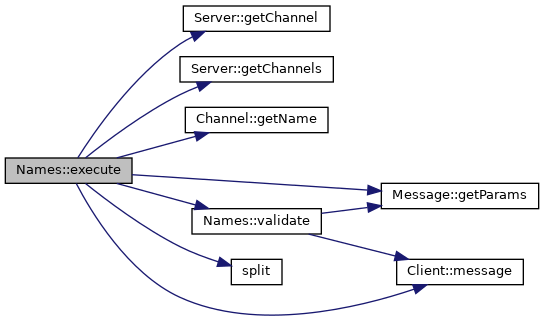 Server::getChannel
Server::getChannels
Channel::getName
Names::execute
Message::getParams
Names::validate
split
Client::message